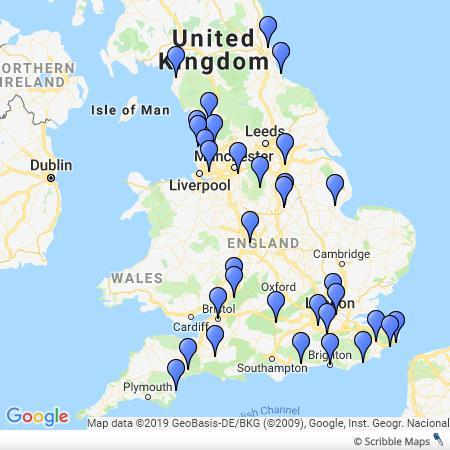 United
Kingdom
NORTHERN
IRELAND
Isle of Man
Leeds
Manchester
Dublin
Liverpool
ENGLAND
Cambridge
WALES
Oxford
London
Bristol
Cardiff
Southampton
Brighton
Plymouth
English Channel
Google
Map data ©2019 GeoBasis-DE/BKG (©2009), Google, Inst. Geogr. Nacional
© Scribble Maps